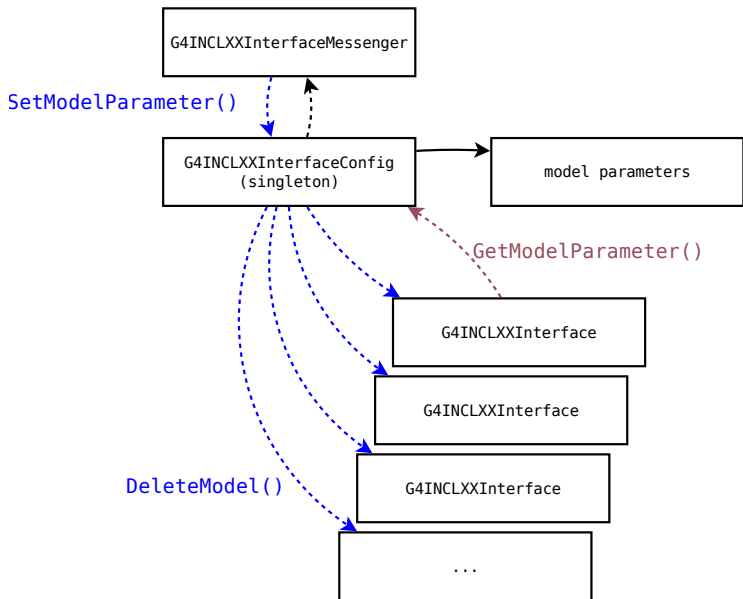 G4INCLXXInterfaceMessenger
SetModelParameter()
G4INCLXXInterfaceConfig
(singleton)
model parameters
GetModelParameter()
G4INCLXXInterface
G4INCLXXInterface
G4INCLXXInterface
DeleteModel()
...